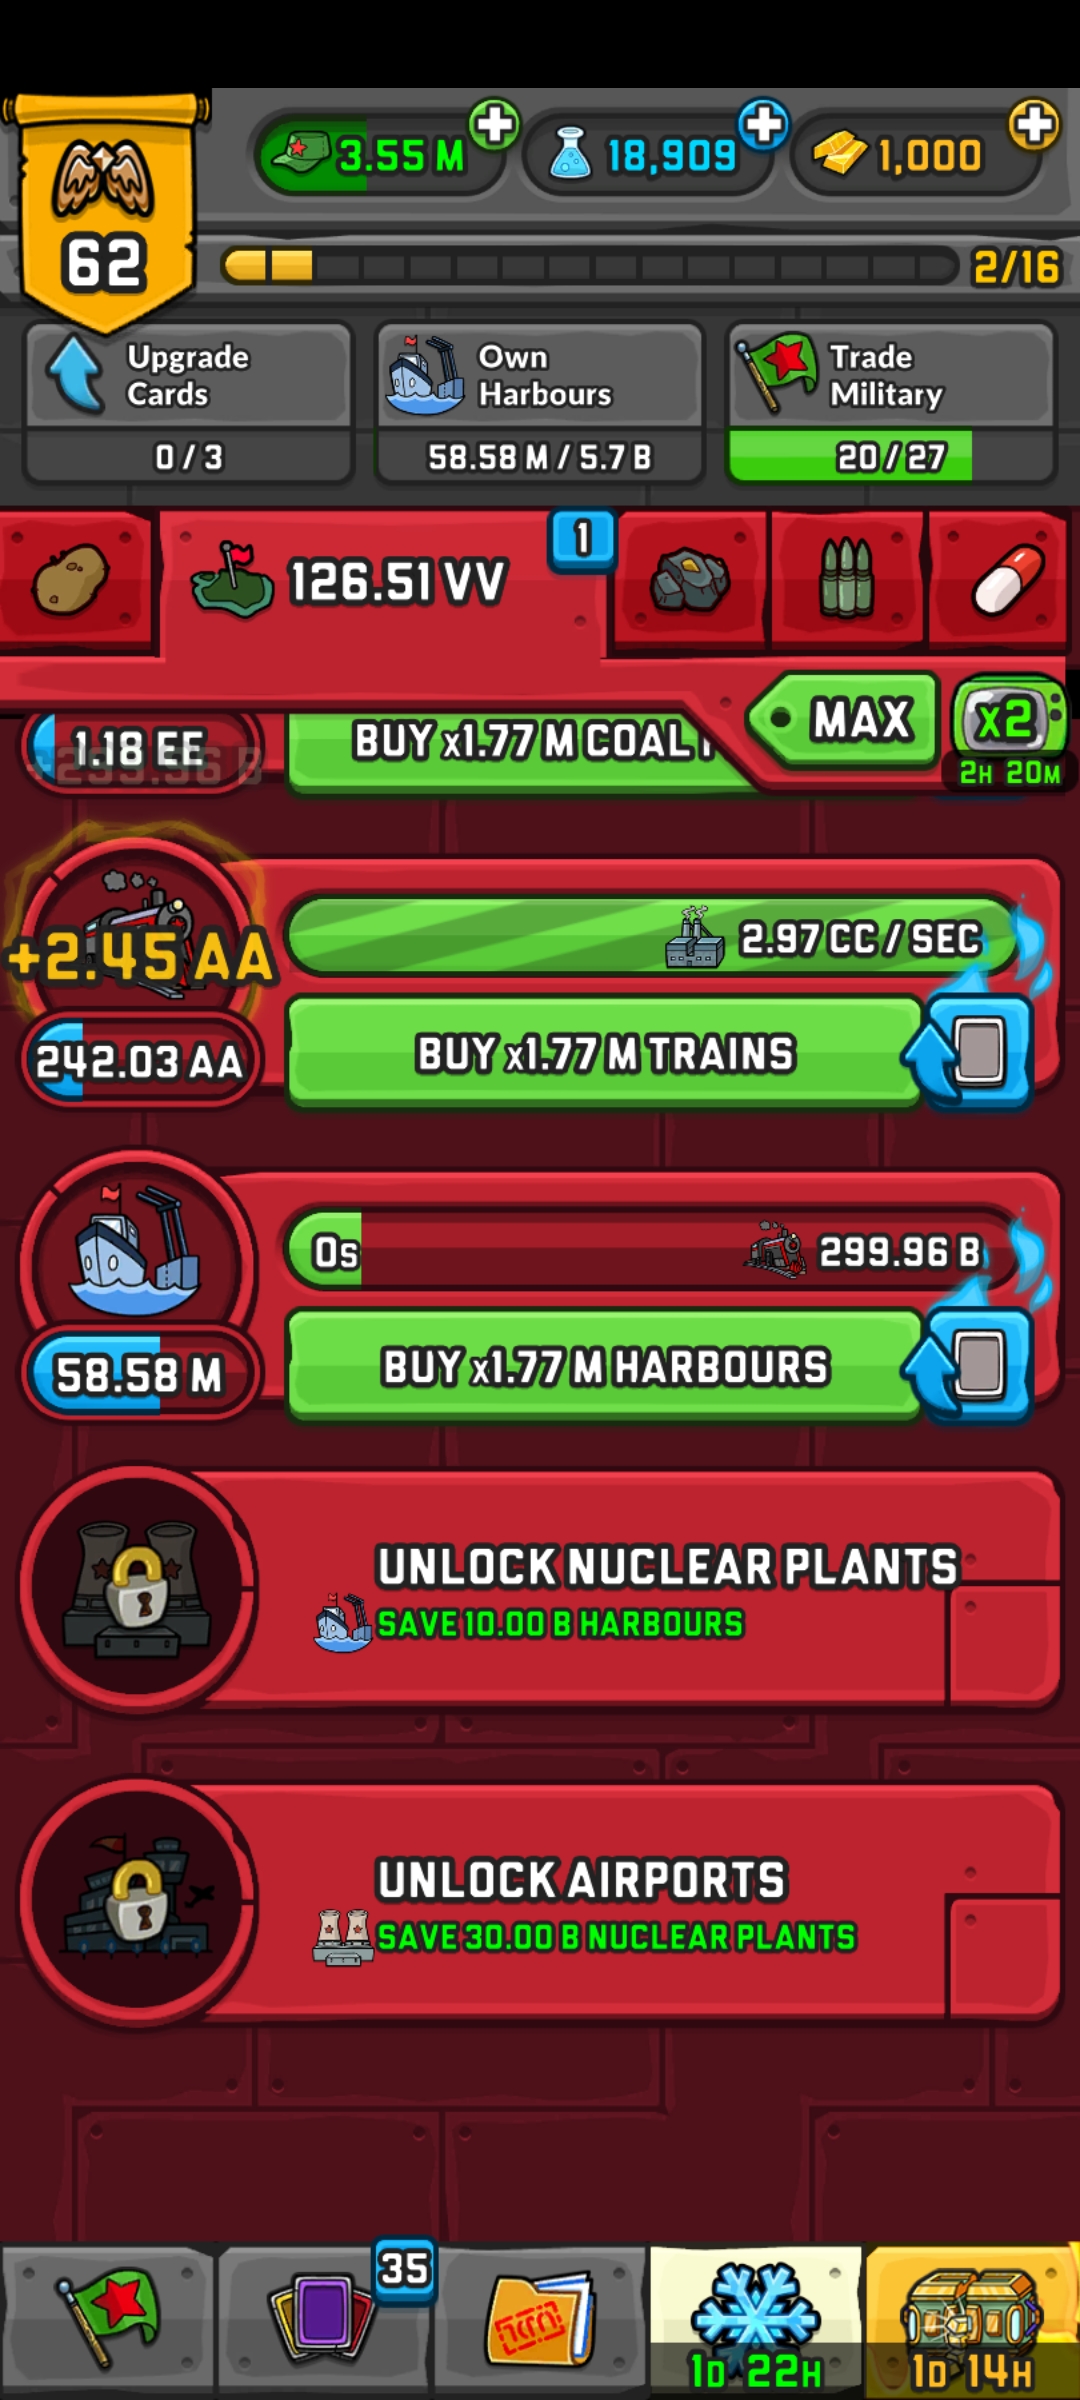 3.55 M
18,909
1,000
62
2/16
Upgrade
Cards
0 / 3
Own
Harbours
58.58 M / 5.7 B
Trade
Military
20 / 27
126.51 VV
1
MAX
x2
2H 20M
1.18 EE
+299.96 B
BUY x1.77 M COAL
+2.45 AA
2.97 CC / SEC
242.03 AA
BUY x1.77 M TRAINS
0s
299.96 B
58.58 M
BUY x1.77 M HARBOURS
UNLOCK NUCLEAR PLANTS
SAVE 10.00 B HARBOURS
UNLOCK AIRPORTS
SAVE 30.00 B NUCLEAR PLANTS
35
1D 22H
1D 14H